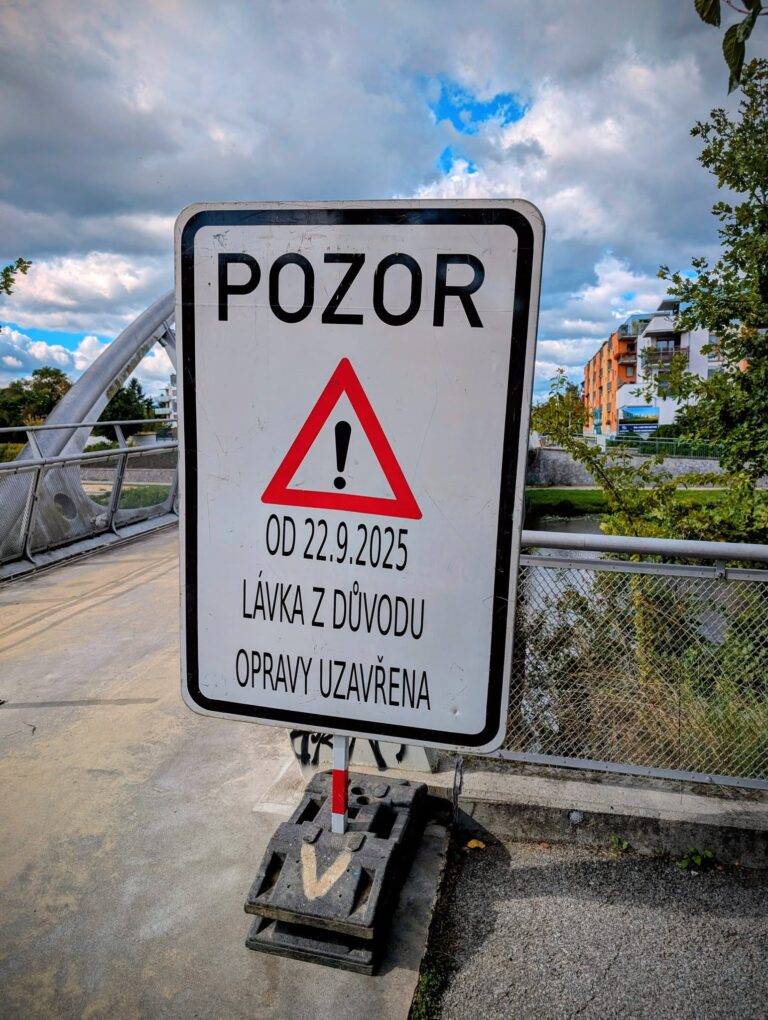 POZOR
!
OD 22.9.2025
LÁVKA Z DŮVODU
OPRAVY UZAVŘENA
V